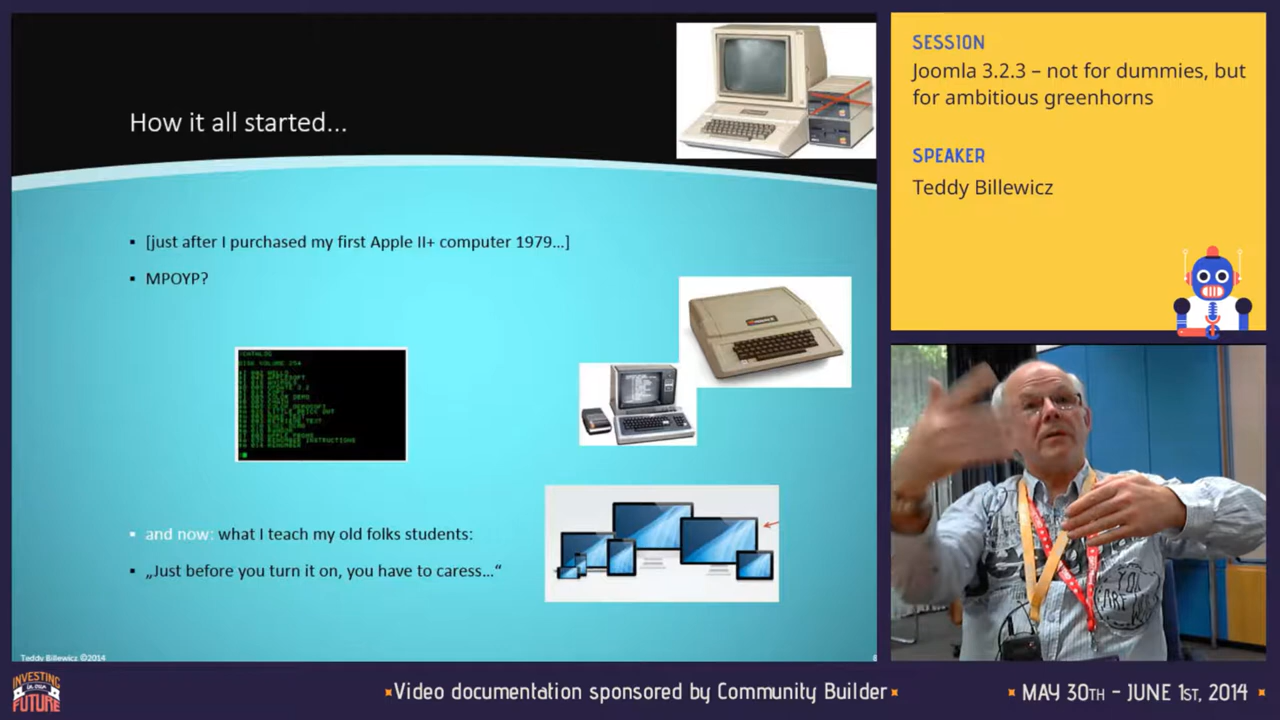 How it all started...
[just after I purchased my first Apple II+ computer 1979...]
MPOYP?
and now: what I teach my old folks students:
„Just before you turn it on, you have to caress...“
Teddy Billewicz ©2014
SESSION
Joomla 3.2.3 – not for dummies, but
for ambitious greenhorns
SPEAKER
Teddy Billewicz
INVESTING
IN OUR
FUTURE
Video documentation sponsored by Community Builder
MAY 30TH - JUNE 1ST, 2014